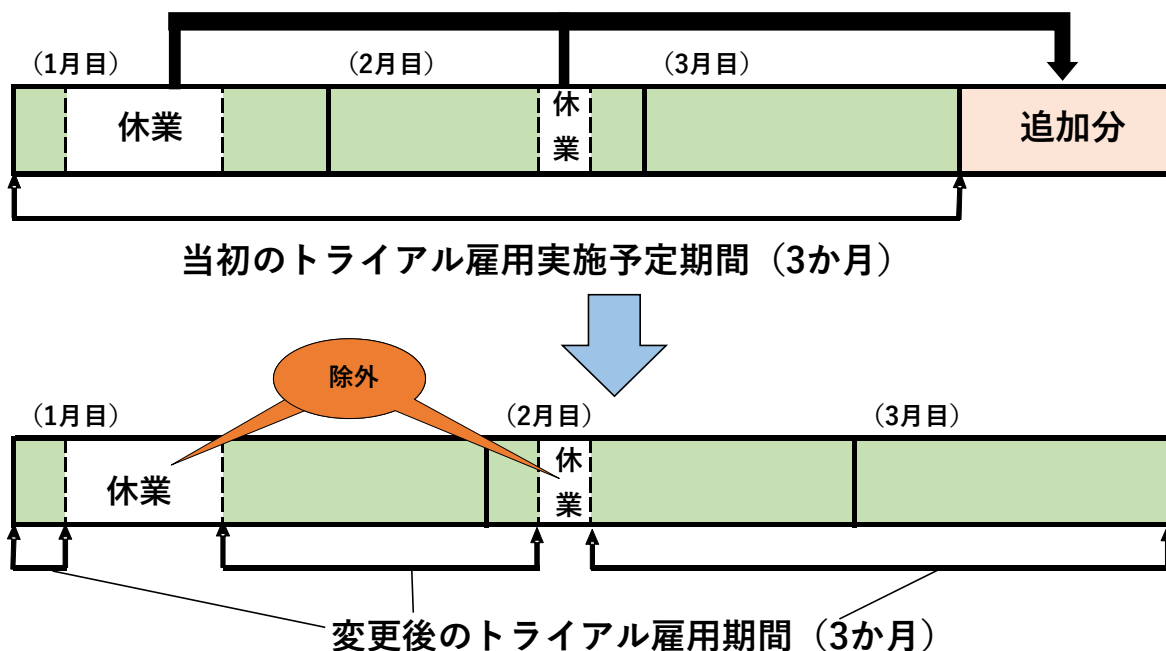 （1月目）
（2月目）
（3月目）
休業
休
業
追加分
当初のトライアル雇用実施予定期間（3か月）
除外
（1月目）
（2月目）
（3月目）
休業
休
業
変更後のトライアル雇用期間（3か月）